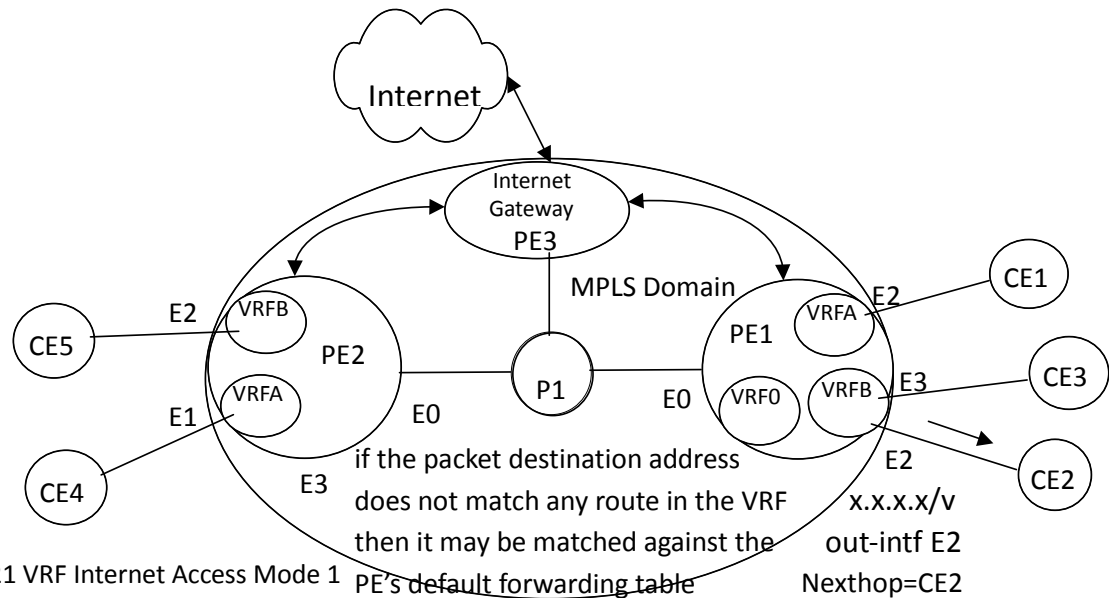 Internet
Internet
Gateway
PE3
MPLS Domain
VRFB
E2
CE5
PE2
VRFA
E1
CE4
E0
E3
P1
E0
PE1
VRFA
E2
CE1
VRF0
VRFB
E3
CE3
E2
CE2
if the packet destination address
does not match any route in the VRF
then it may be matched against the
PE's default forwarding table
x.x.x.x/v
out-intf E2
Nexthop=CE2
1 VRF Internet Access Mode 1